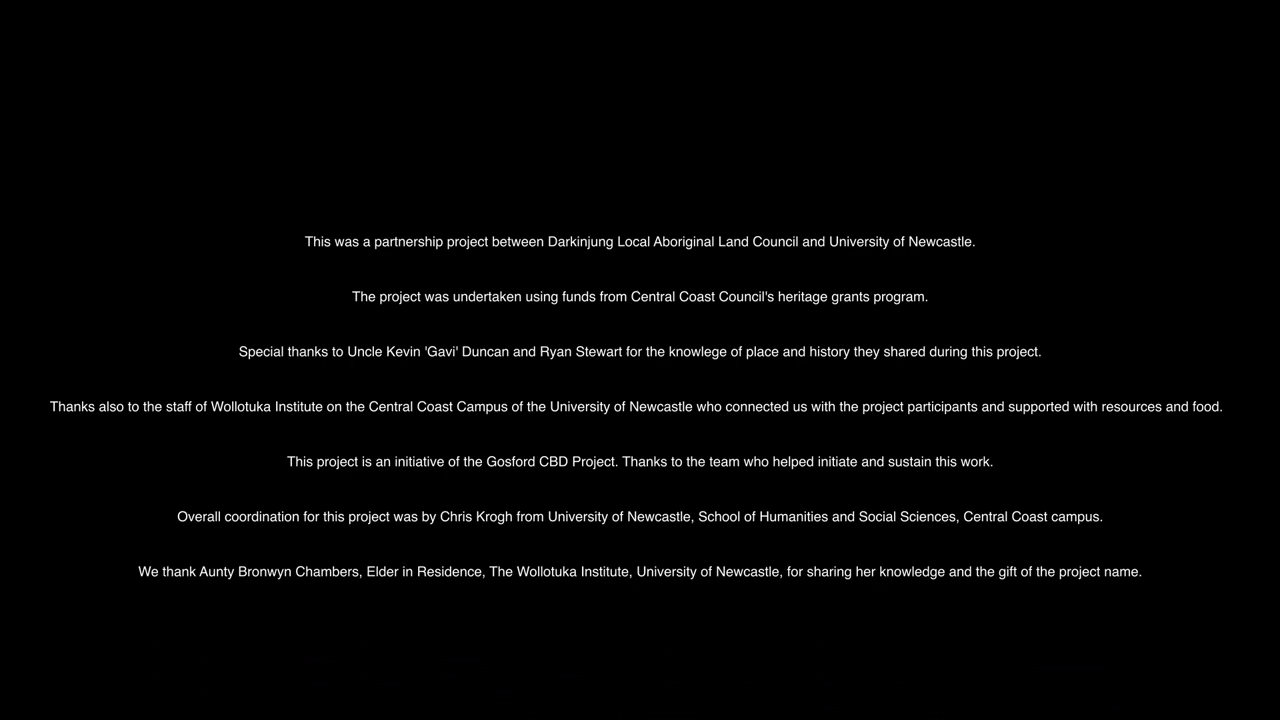 This was a partnership project between Darkinjung Local Aboriginal Land Council and University of Newcastle.
The project was undertaken using funds from Central Coast Council's heritage grants program.
Special thanks to Uncle Kevin 'Gavi' Duncan and Ryan Stewart for the knowlege of place and history they shared during this project.
Thanks also to the staff of Wollotuka Institute on the Central Coast Campus of the University of Newcastle who connected us with the project participants and supported with resources and food.
This project is an initiative of the Gosford CBD Project. Thanks to the team who helped initiate and sustain this work.
Overall coordination for this project was by Chris Krogh from University of Newcastle, School of Humanities and Social Sciences, Central Coast campus.
We thank Aunty Bronwyn Chambers, Elder in Residence, The Wollotuka Institute, University of Newcastle, for sharing her knowledge and the gift of the project name.